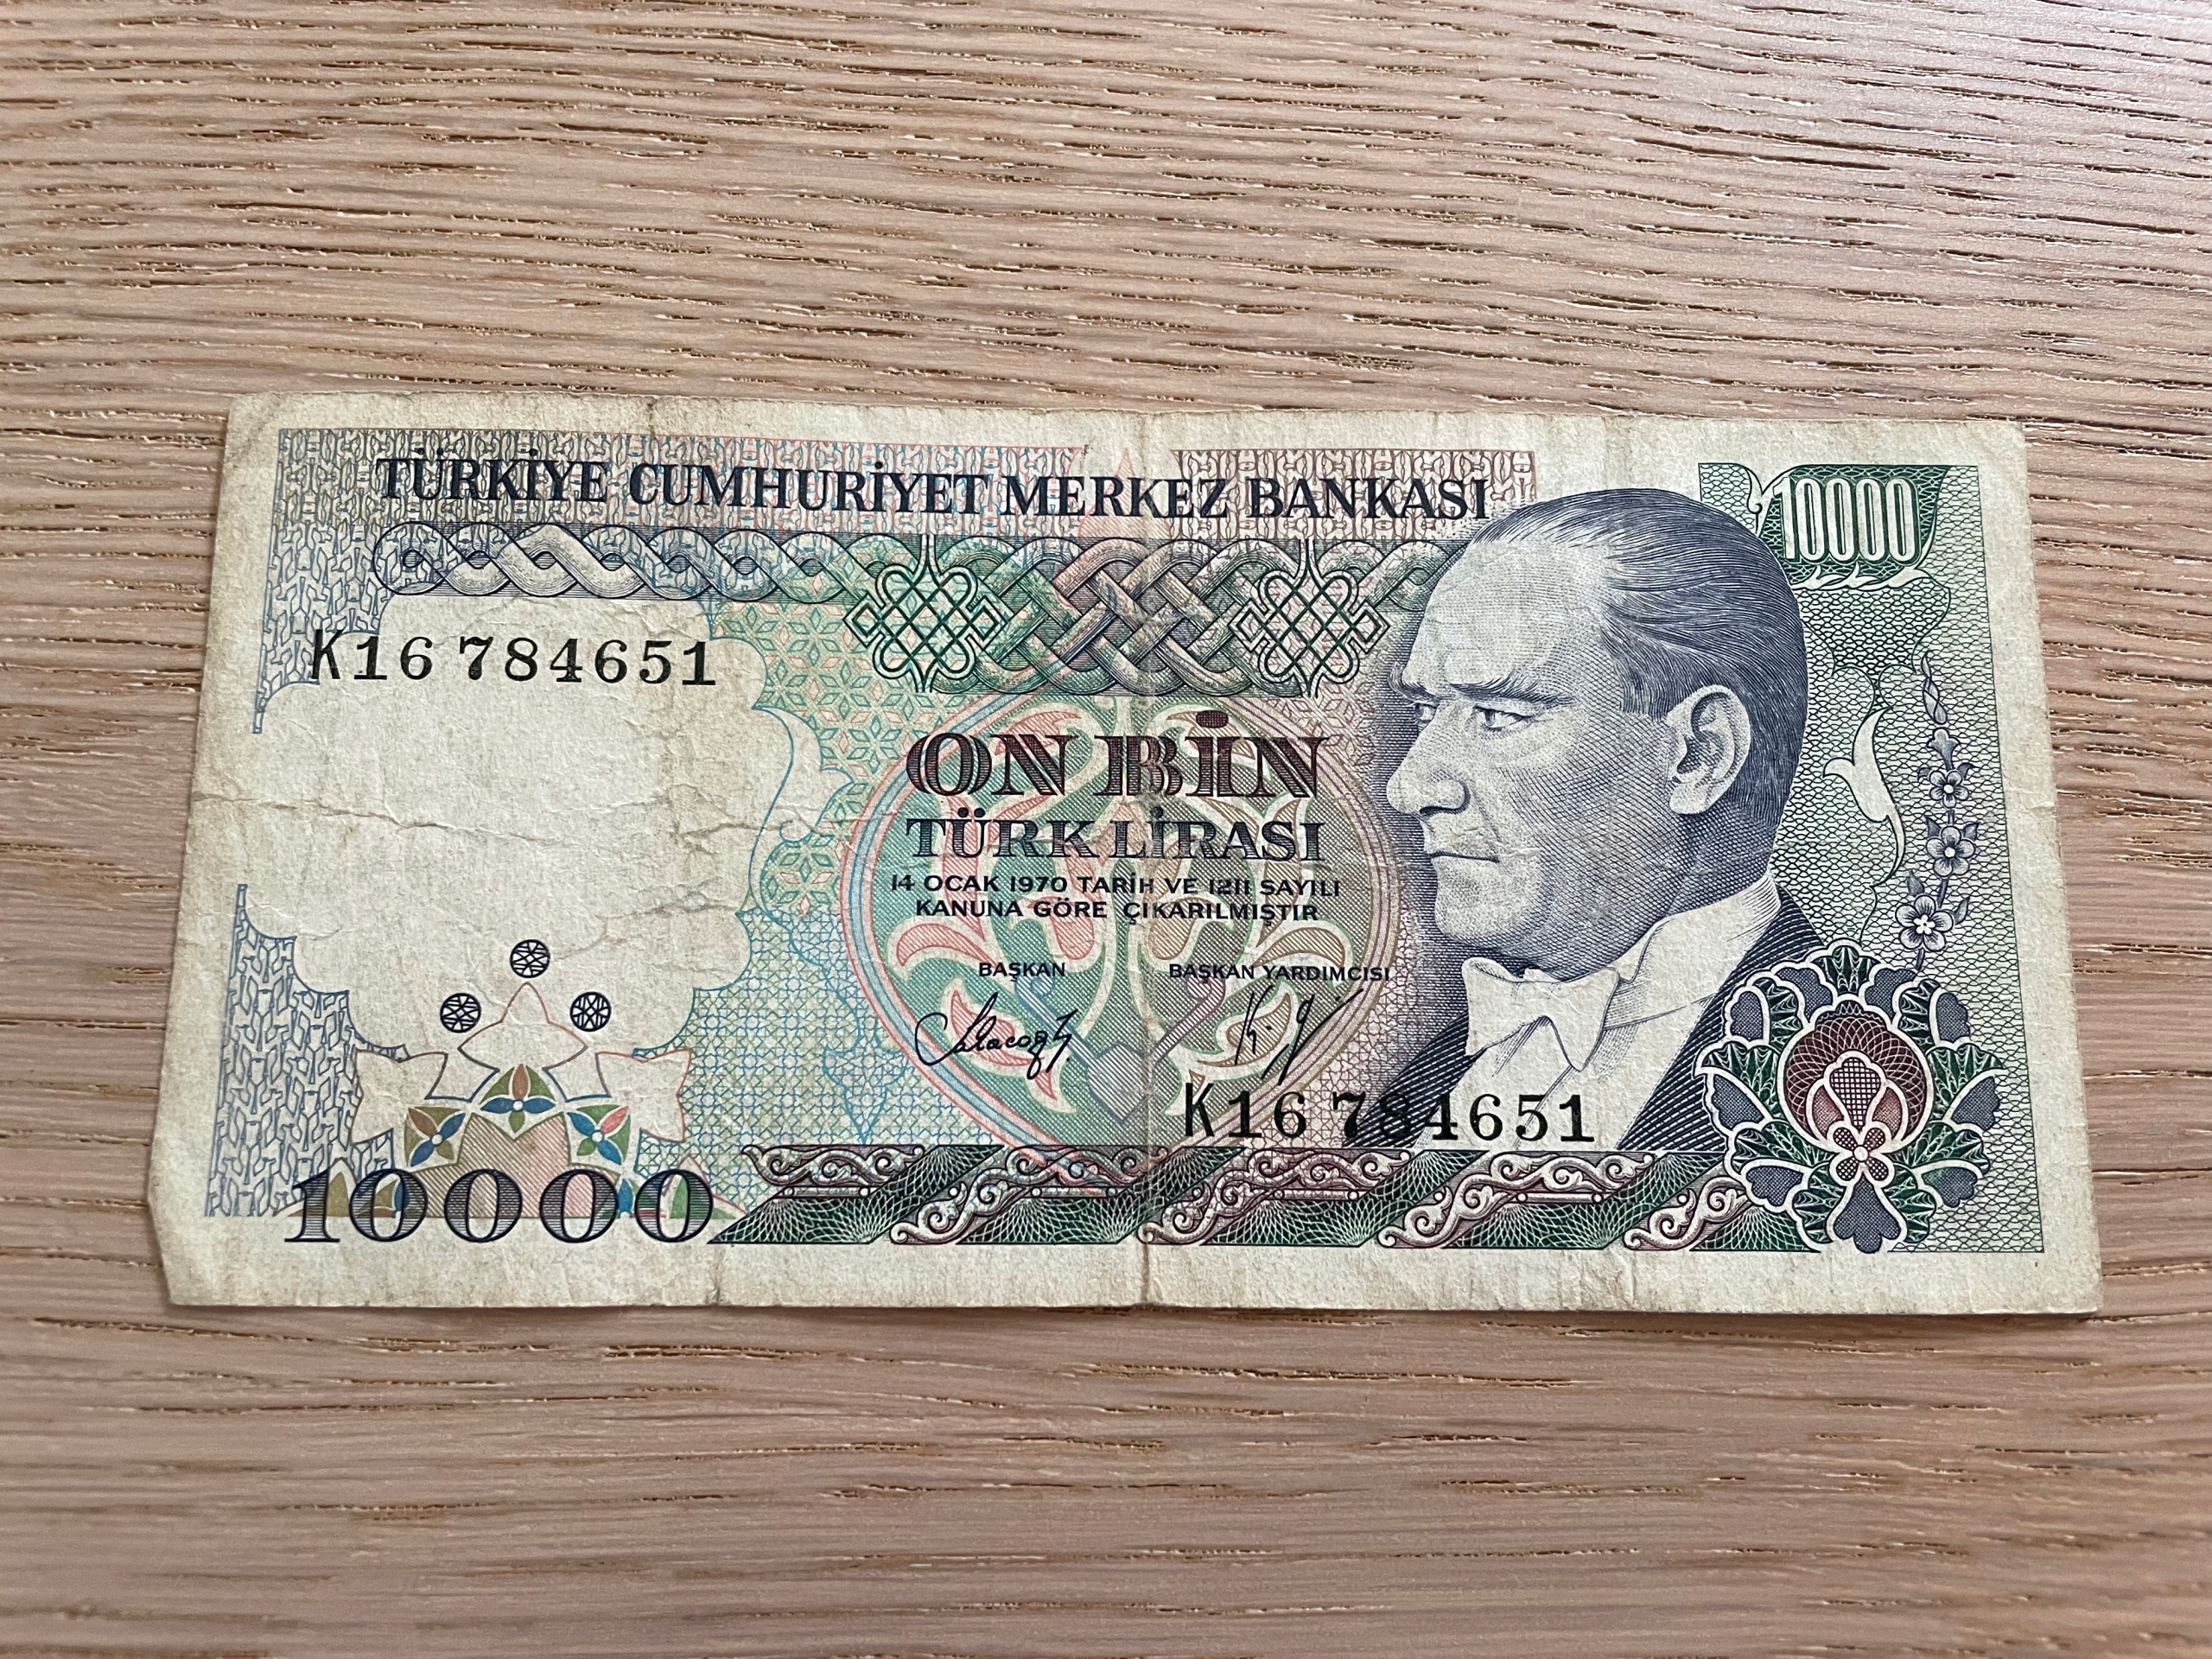 TÜRKİYE CUMHURİYET MERKEZ BANKASI
10000
K16 784651
ON BİN
TÜRK LİRASI
14 OCAK 1970 TARİH VE 1211 SAYILI
KANUNA GÖRE ÇIKARILMIŞTIR
BAŞKAN
BAŞKAN YARDIMCISI
K16 784651
10000